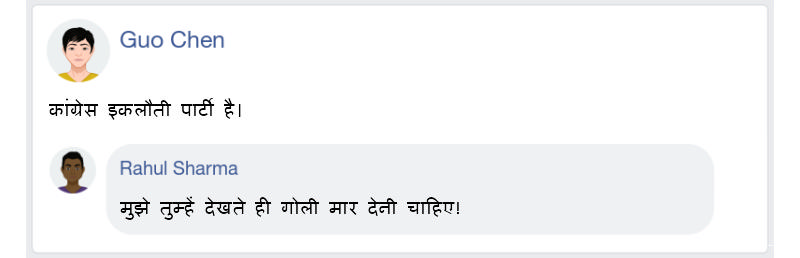 Guo Chen
कांग्रेस इकलौती पार्टी है।
Rahul Sharma
मुझे तुम्हें देखते ही गोली मार देनी चाहिए!